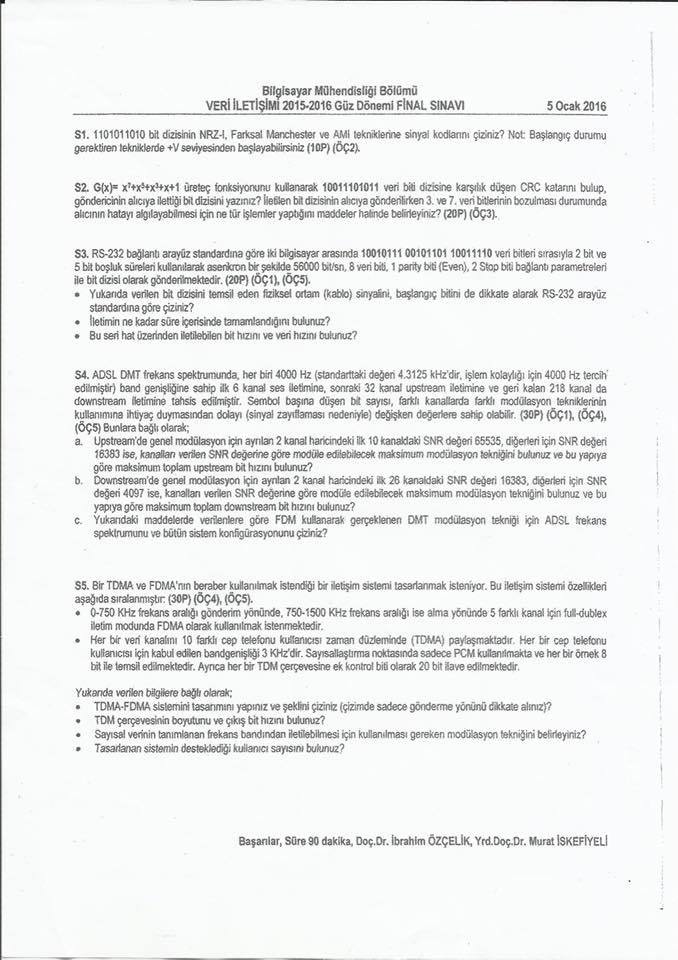 Bilgisayar Mühendisliği Bölümü
VERİ İLETİŞİMİ 2015-2016 Güz Dönemi FİNAL SINAVI 5 Ocak 2016
S1. 1101011010 bit dizisinin NRZ-I, Farksal Manchester ve AMI tekniklerine sinyal kodlarını çiziniz? Not: Başlangıç durumu
gerektiren tekniklerde +V seviyesinden başlayabilirsiniz (10P) (ÖÇ2).
S2. G(x)= x⁷+x⁵+x³+x+1 üreteç fonksiyonunu kullanarak 10011101011 veri biti dizisine karşılık düşen CRC katarını bulup,
göndericinin alıcıya ilettiği bit dizisini yazınız? İletilen bit dizisinin alıcıya gönderilirken 3. ve 7. veri bitlerinin bozulması durumunda
alıcının hatayı algılayabilmesi için ne tür işlemler yaptığını maddeler halinde belirleyiniz? (20P) (ÖÇ3).
S3. RS-232 bağlantı arayüz standardına göre iki bilgisayar arasında 10010111 00101101 10011110 veri bitleri sırasıyla 2 bit ve
5 bit boşluk süreleri kullanılarak asenkron bir şekilde 56000 bit/sn, 8 veri biti, 1 parity biti (Even), 2 Stop biti bağlantı parametreleri
ile bit dizisi olarak gönderilmektedir. (20P) (ÖÇ1), (ÖÇ5).
• Yukarıda verilen bit dizisini temsil eden fiziksel ortam (kablo) sinyalini, başlangıç bitini de dikkate alarak RS-232 arayüz
standardına göre çiziniz?
• İletimin ne kadar süre içerisinde tamamlandığını bulunuz?
• Bu seri hat üzerinden iletilebilen bit hızını ve veri hızını bulunuz?
S4. ADSL DMT frekans spektrumunda, her biri 4000 Hz (standarttaki değeri 4.3125 kHz'dir, işlem kolaylığı için 4000 Hz tercih
edilmiştir) band genişliğine sahip ilk 6 kanal ses iletimine, sonraki 32 kanal upstream iletimine ve geri kalan 218 kanal da
downstream iletimine tahsis edilmiştir. Sembol başına düşen bit sayısı, farklı kanallarda farklı modülasyon tekniklerinin
kullanımına ihtiyaç duymasından dolayı (sinyal zayıflaması nedeniyle) değişken değerlere sahip olabilir. (30P) (ÖÇ1), (ÖÇ4),
(ÖÇ5) Bunlara bağlı olarak;
a. Upstream'de genel modülasyon için ayrılan 2 kanal haricindeki ilk 10 kanaldaki SNR değeri 65535, diğerleri için SNR değeri
16383 ise, kanalları verilen SNR değerine göre modüle edilebilecek maksimum modülasyon tekniğini bulunuz ve bu yapıya
göre maksimum toplam upstream bit hızını bulunuz?
b. Downstream'de genel modülasyon için ayrılan 2 kanal haricindeki ilk 26 kanaldaki SNR değeri 16383, diğerleri için SNR
değeri 4097 ise, kanalları verilen SNR değerine göre modüle edilebilecek maksimum modülasyon tekniğini bulunuz ve bu
yapıya göre maksimum toplam downstream bit hızını bulunuz?
c. Yukarıdaki maddelerde verilenlere göre FDM kullanarak gerçeklenen DMT modülasyon tekniği için ADSL frekans
spektrumunu ve bütün sistem konfigürasyonunu çiziniz?
S5. Bir TDMA ve FDMA'nın beraber kullanılmak istendiği bir iletişim sistemi tasarlanmak isteniyor. Bu iletişim sistemi özellikleri
aşağıda sıralanmıştır: (30P) (ÖÇ4), (ÖÇ5).
• 0-750 KHz frekans aralığı gönderim yönünde, 750-1500 KHz frekans aralığı ise alma yönünde 5 farklı kanal için full-dublex
iletim modunda FDMA olarak kullanılmak istenmektedir.
• Her bir veri kanalını 10 farklı cep telefonu kullanıcısı zaman düzleminde (TDMA) paylaşmaktadır. Her bir cep telefonu
kullanıcısı için kabul edilen bandgenişliği 3 KHz'dir. Sayısallaştırma noktasında sadece PCM kullanılmakta ve her bir örnek 8
bit ile temsil edilmektedir. Ayrıca her bir TDM çerçevesine ek kontrol biti olarak 20 bit ilave edilmektedir.
Yukarıda verilen bilgilere bağlı olarak;
• TDMA-FDMA sistemini tasarımını yapınız ve şeklini çiziniz (çizimde sadece gönderme yönünü dikkate alınız)?
• TDM çerçevesinin boyutunu ve çıkış bit hızını bulunuz?
• Sayısal verinin tanımlanan frekans bandından iletilebilmesi için kullanılması gereken modülasyon tekniğini belirleyiniz?
• Tasarlanan sistemin desteklediği kullanıcı sayısını bulunuz?
Başarılar, Süre 90 dakika, Doç.Dr. İbrahim ÖZÇELİK, Yrd.Doç.Dr. Murat İSKEFİYELİ